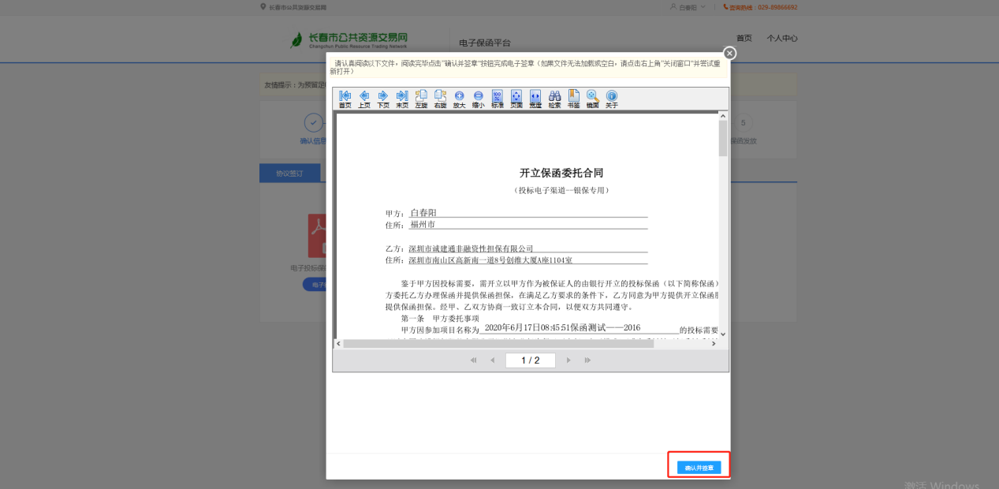 长春市公共资源交易网
白春阳
咨询热线：029-89866692
长春市公共资源交易网
Changchun Public Resource Trading Network
电子保函平台
首页 个人中心
友情提示：为预留足
请认真阅读以下文件，阅读完毕点击"确认并签章"按钮完成电子签章（如果文件无法加载或空白，请点击右上角"关闭窗口"并尝试重
新打开）
首页 上页 下页 末页 左旋 右旋 放大 缩小 标准 页面 宽度 检索 书签 镜面 关于
确认信息
5
保函发放
协议签订
开立保函委托合同
（投标电子渠道--银保专用）
甲方：白春阳
住所：福州市
乙方：深圳市诚建通非融资性担保有限公司
住所：深圳市南山区高新南一道8号创维大厦A座1104室
鉴于甲方因投标需要，需开立以甲方作为被保证人的由银行开立的投标保函（以下简称保函）
方委托乙方办理保函并提供保函担保，在满足乙方要求的条件下，乙方同意为甲方提供开立保函服
提供保函担保。经甲、乙双方协商一致订立本合同，以便双方共同遵守。
第一条 甲方委托事项
甲方因参加项目名称为 2020年6月17日08:45:51保函测试——2016 的投标需要
电子投标保
电子
1 / 2
确认并签章
激活 Windows